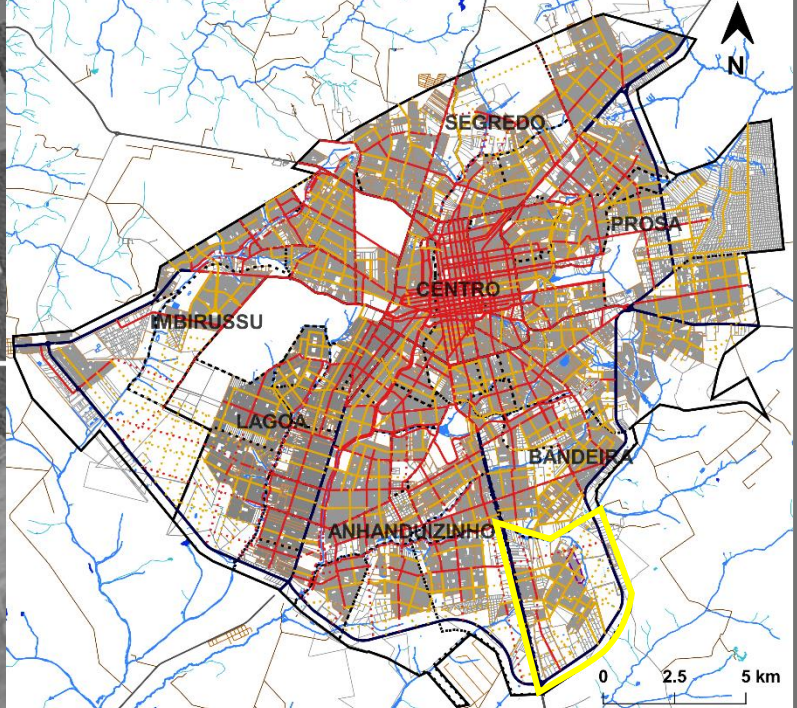 N
SEGREDO
PROSA
CENTRO
IMBIRUSSU
LAGOA
BANDEIRA
ANHANDUIZINHO
0 2.5 5 km